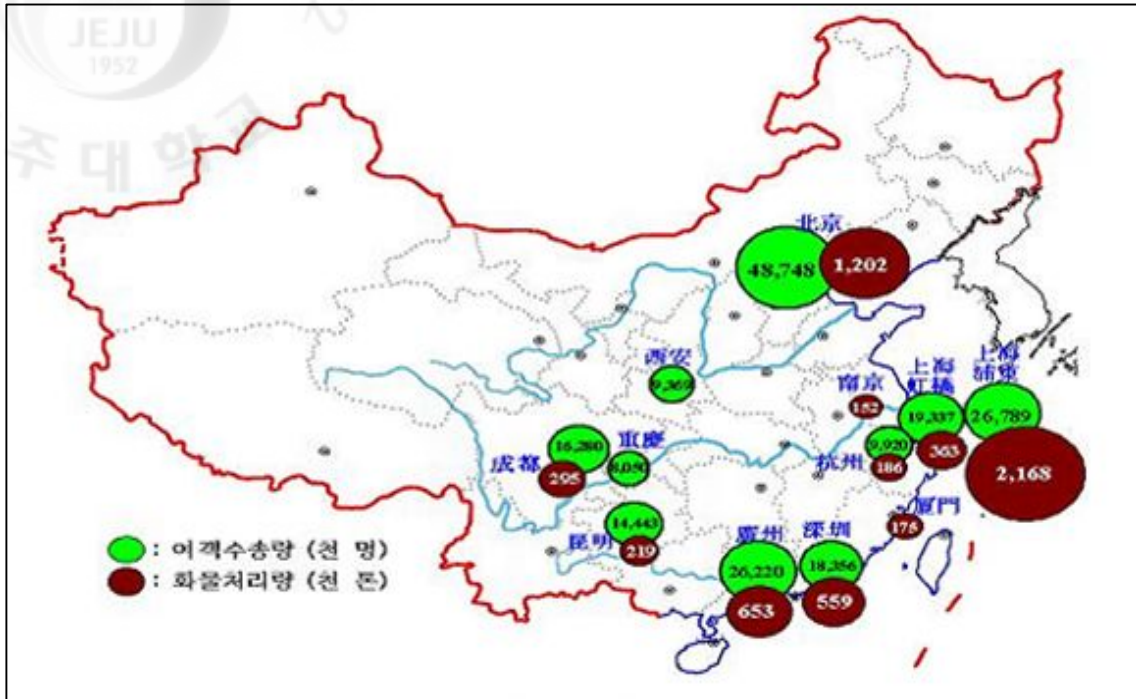 JEJU
1952
주 대 학 교
北京
48,748
1,202
西安
9,369
南京
152
上海
虹橋
19,337
363
上海
浦東
26,789
2,168
杭州
9,920
186
成都
16,280
295
重慶
8,050
昆明
14,443
219
廈門
175
廣州
26,220
653
深圳
18,356
559
: 여객수송량 (천 명)
: 화물처리량 (천 톤)